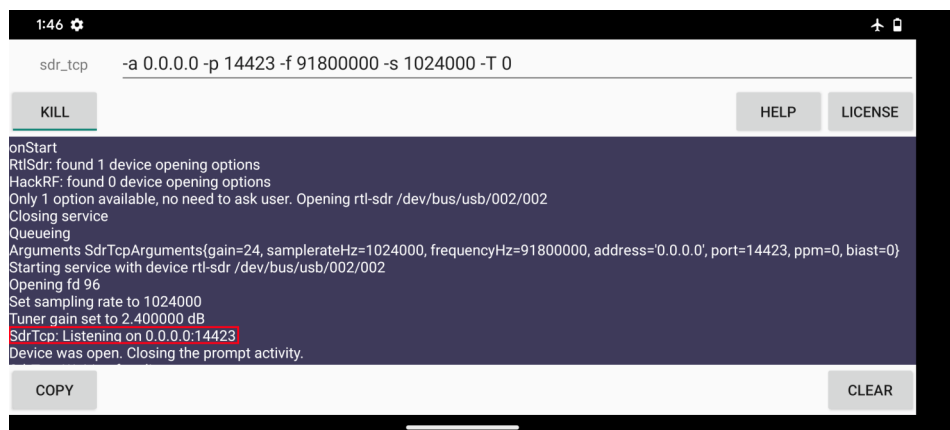 1:46
sdr_tcp -a 0.0.0.0 -p 14423 -f 91800000 -s 1024000 -T 0
KILL HELP LICENSE
onStart
RtlSdr: found 1 device opening options
HackRF: found 0 device opening options
Only 1 option available, no need to ask user. Opening rtl-sdr /dev/bus/usb/002/002
Closing service
Queueing
Arguments SdrTcpArguments{gain=24, samplerateHz=1024000, frequencyHz=91800000, address='0.0.0.0', port=14423, ppm=0, biast=0}
Starting service with device rtl-sdr /dev/bus/usb/002/002
Opening fd 96
Set sampling rate to 1024000
Tuner gain set to 2.400000 dB
SdrTcp: Listening on 0.0.0.0:14423
Device was open. Closing the prompt activity.
COPY CLEAR